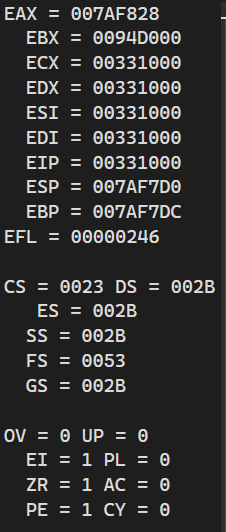 EAX = 007AF828
EBX = 0094D000
ECX = 00331000
EDX = 00331000
ESI = 00331000
EDI = 00331000
EIP = 00331000
ESP = 007AF7D0
EBP = 007AF7DC
EFL = 00000246
CS = 0023 DS = 002B
ES = 002B
SS = 002B
FS = 0053
GS = 002B
OV = 0 UP = 0
EI = 1 PL = 0
ZR = 1 AC = 0
PE = 1 CY = 0